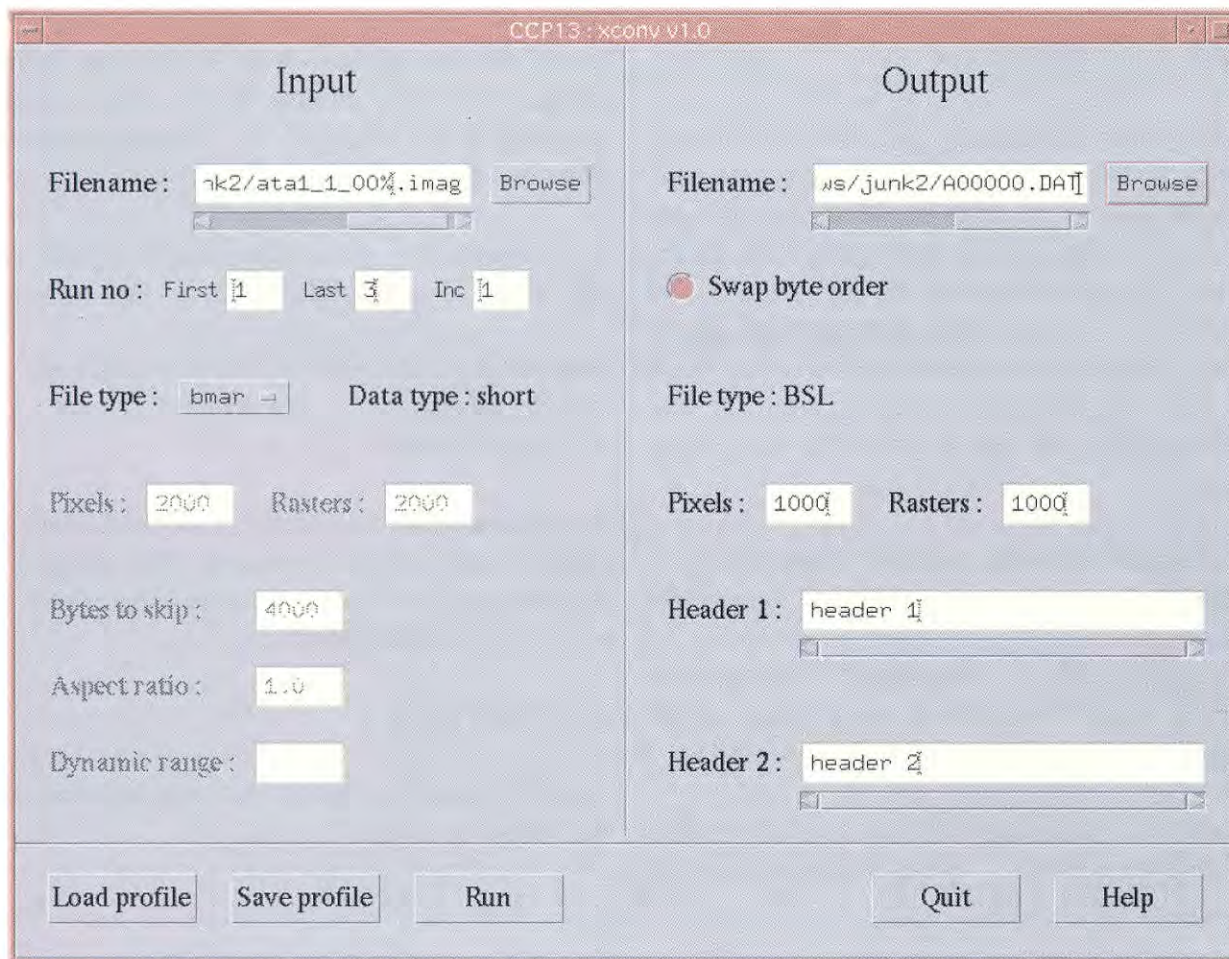 CCP13 : xconv v1.0
Input
Filename : nk2/ata1_1_00%.imag Browse
Run no : First 1 Last 3 Inc 1
File type : bmar Data type : short
Pixels : 2000 Rasters : 2000
Bytes to skip : 4000
Aspect ratio : 1.0
Dynamic range :
Output
Filename : ws/junk2/A00000.DAT Browse
Swap byte order
File type : BSL
Pixels : 1000 Rasters : 1000
Header 1 : header 1
Header 2 : header 2
Load profile Save profile Run Quit Help